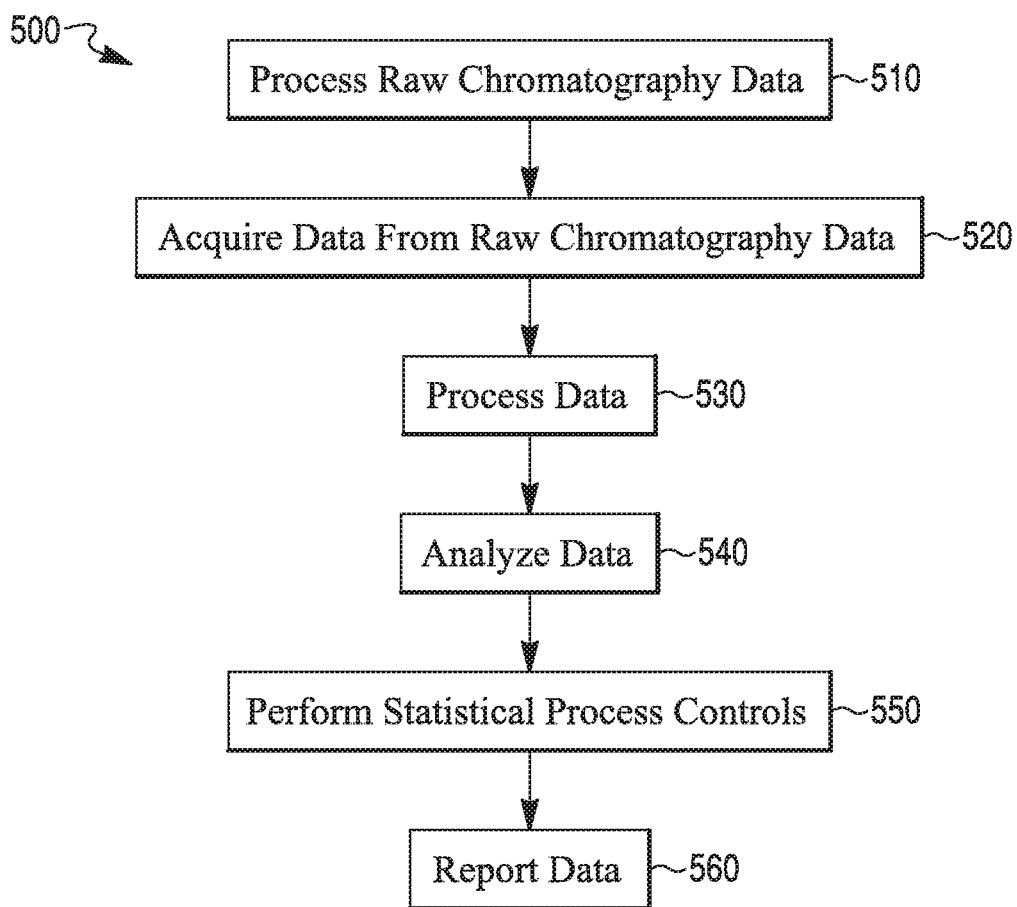 500
Process Raw Chromatography Data 510
Acquire Data From Raw Chromatography Data 520
Process Data 530
Analyze Data 540
Perform Statistical Process Controls 550
Report Data 560